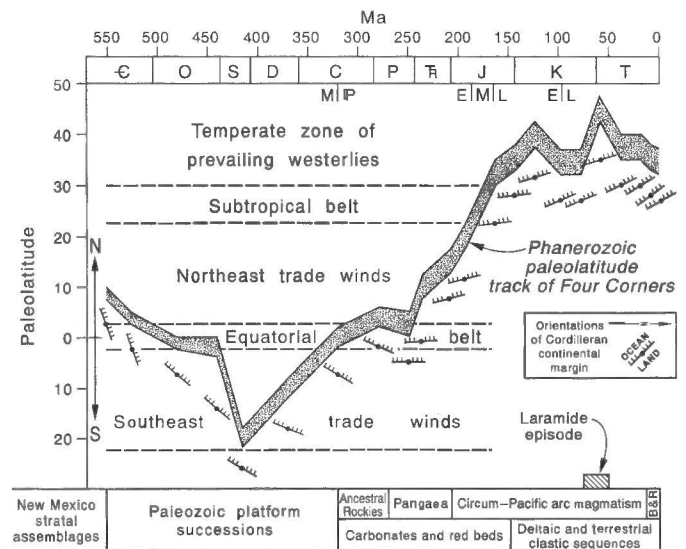 Ma
550 500 450 400 350 300 250 200 150 100 50 0
Є O S D C P Ћ J K T
M IP E M L E L
50
40
30
20
10
0
10
20
Paleolatitude
N
S
Temperate zone of
prevailing westerlies
Subtropical belt
Northeast trade winds
Phanerozoic
paleolatitude
track of Four Corners
Equatorial belt
Orientations
of Cordilleran
continental
margin
OCEAN
LAND
Southeast trade winds
Laramide
episode
New Mexico
stratal
assemblages
Paleozoic platform
successions
Ancestral
Rockies
Pangaea
Circum-Pacific arc magmatism
B&R
Carbonates and red beds
Deltaic and terrestrial
clastic sequences